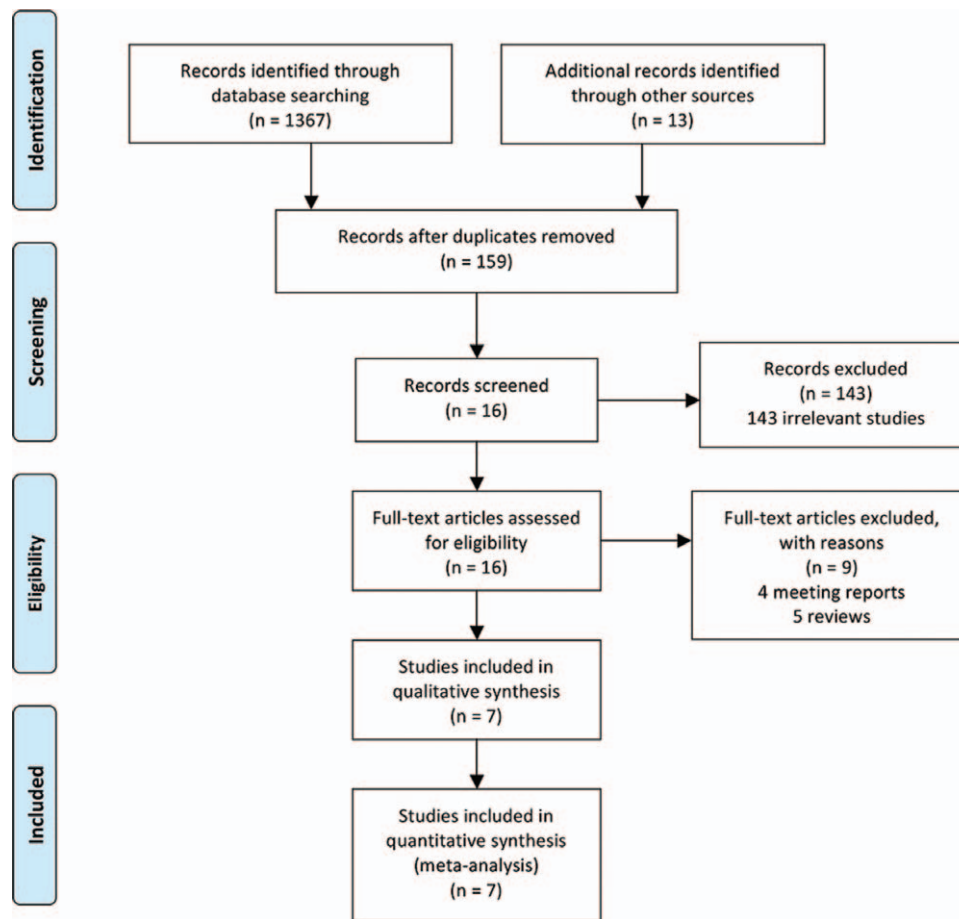 Identification
Records identified through
database searching
(n = 1367)
Additional records identified
through other sources
(n = 13)
Records after duplicates removed
(n = 159)
Screening
Records screened
(n = 16)
Records excluded
(n = 143)
143 irrelevant studies
Eligibility
Full-text articles assessed
for eligibility
(n = 16)
Full-text articles excluded,
with reasons
(n = 9)
4 meeting reports
5 reviews
Studies included in
qualitative synthesis
(n = 7)
Included
Studies included in
quantitative synthesis
(meta-analysis)
(n = 7)